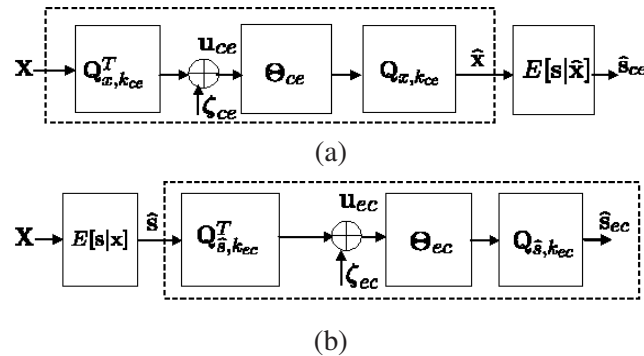 x Q^T_{x,k_{ce}} u_{ce} ζ_{ce} Θ_{ce} Q_{x,k_{ce}} x̂ E[s|x̂] ŝ_{ce}
(a)
x E[s|x] ŝ Q^T_{ŝ,k_{ec}} u_{ec} ζ_{ec} Θ_{ec} Q_{ŝ,k_{ec}} ŝ_{ec}
(b)